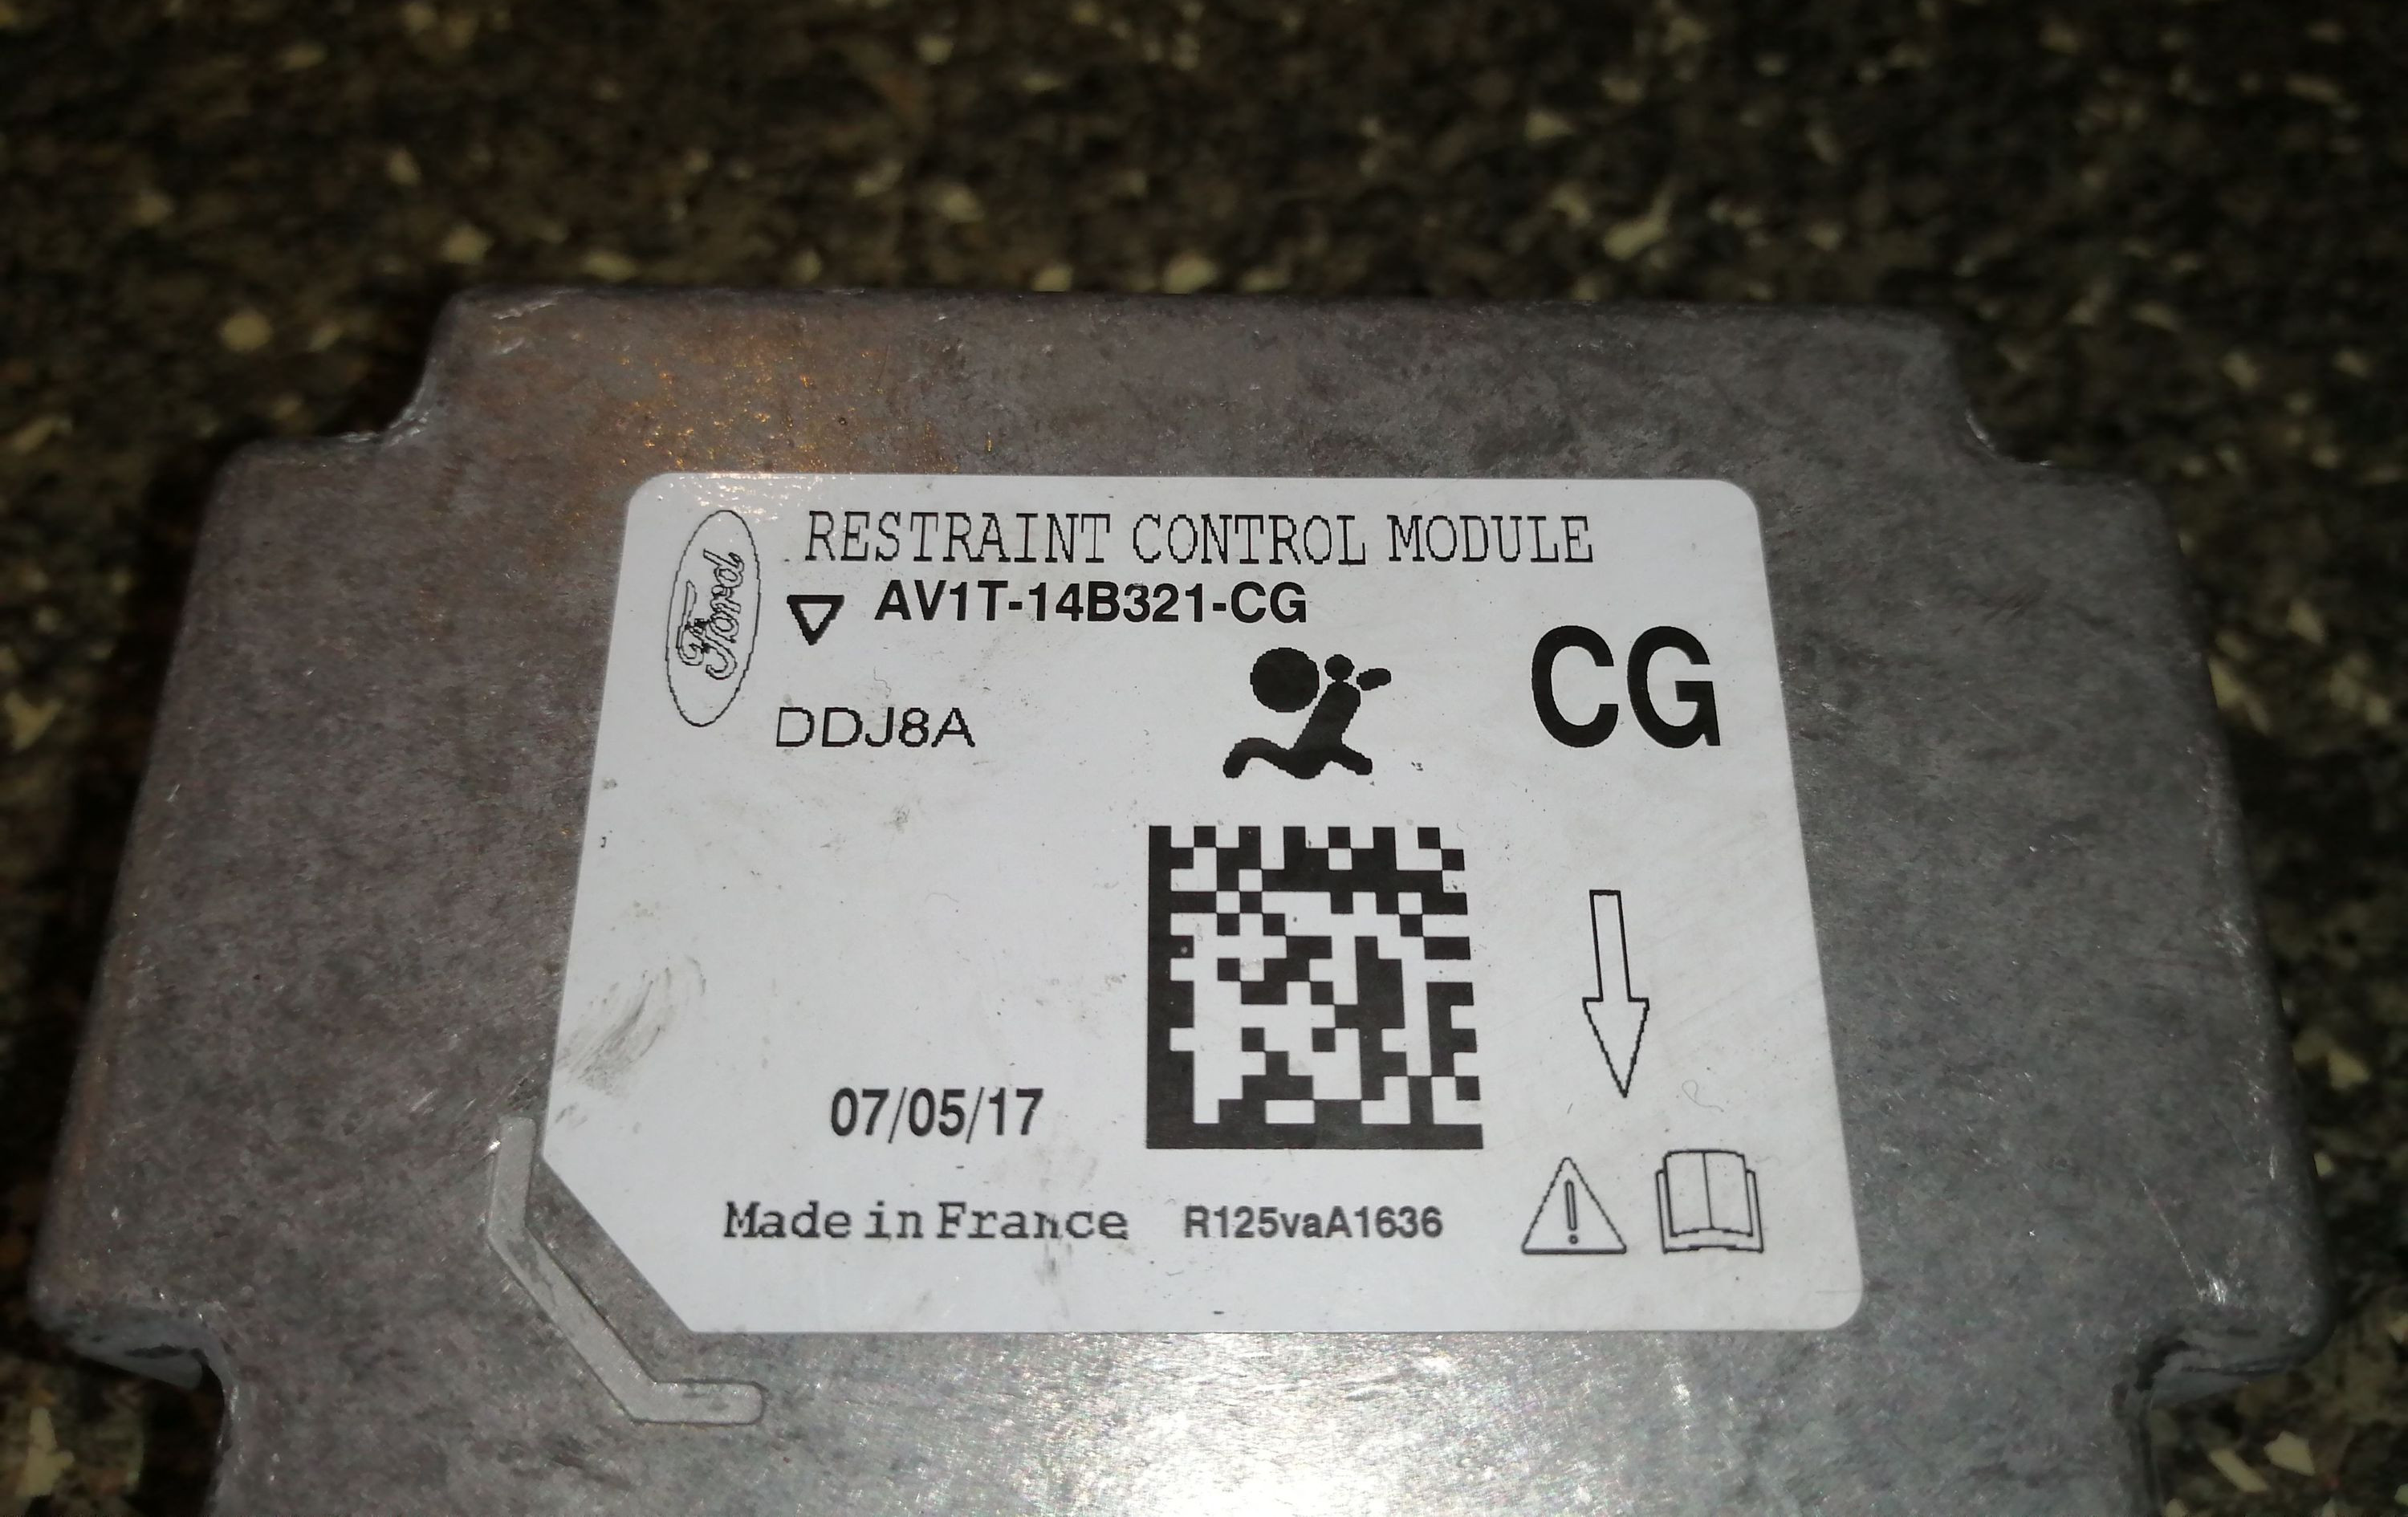 Ford
RESTRAINT CONTROL MODULE
AV1T-14B321-CG
CG
DDJ8A
07/05/17
Made in France
R125vaA1636